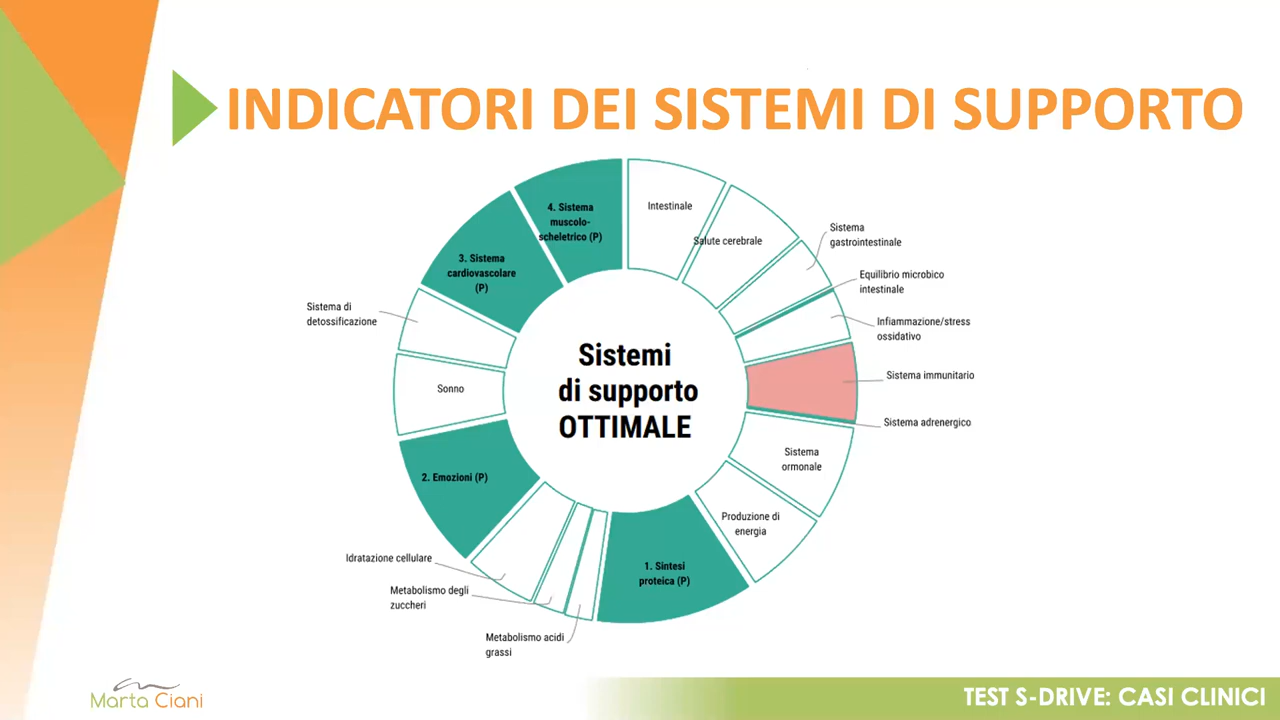 INDICATORI DEI SISTEMI DI SUPPORTO
4. Sistema
muscolo-
scheletrico (P)
Intestinale
Salute cerebrale
Sistema
gastrointestinale
Equilibrio microbico
intestinale
Infiammazione/stress
ossidativo
Sistema immunitario
Sistema adrenergico
Sistema
ormonale
Produzione di
energia
1. Sintesi
proteica (P)
Metabolismo acidi
grassi
Metabolismo degli
zuccheri
Idratazione cellulare
2. Emozioni (P)
Sonno
Sistema di
detossificazione
3. Sistema
cardiovascolare
(P)
Sistemi
di supporto
OTTIMALE
Marta Ciani
TEST S-DRIVE: CASI CLINICI